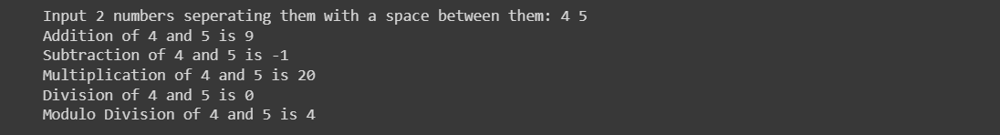 Input 2 numbers seperating them with a space between them: 4 5
Addition of 4 and 5 is 9
Subtraction of 4 and 5 is -1
Multiplication of 4 and 5 is 20
Division of 4 and 5 is 0
Modulo Division of 4 and 5 is 4